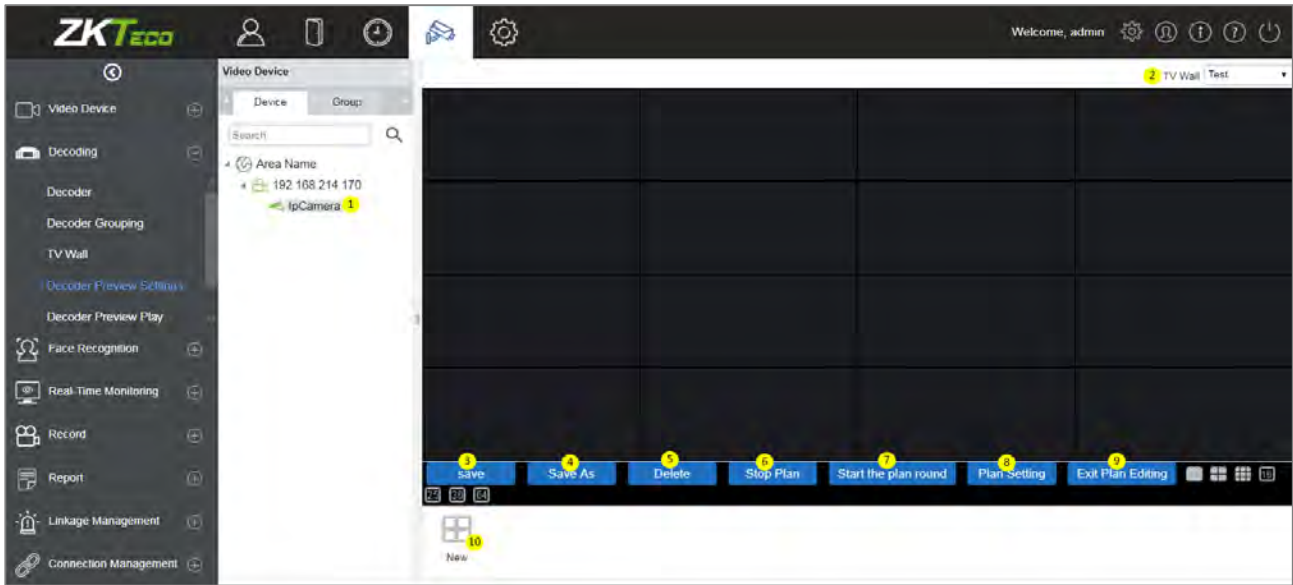 ZKTeco
Welcome, admin
Video Device
Decoding
Decoder
Decoder Grouping
TV Wall
Decoder Preview Settings
Decoder Preview Play
Face Recognition
Real-Time Monitoring
Record
Report
Linkage Management
Connection Management
Video Device
Device Group
Search
Area Name
192 168 214 170
IpCamera 1
2 TV Wall Test
3 save
4 Save As
5 Delete
6 Stop Plan
7 Start the plan round
8 Plan Setting
9 Exit Plan Editing
16
25 64
10
New